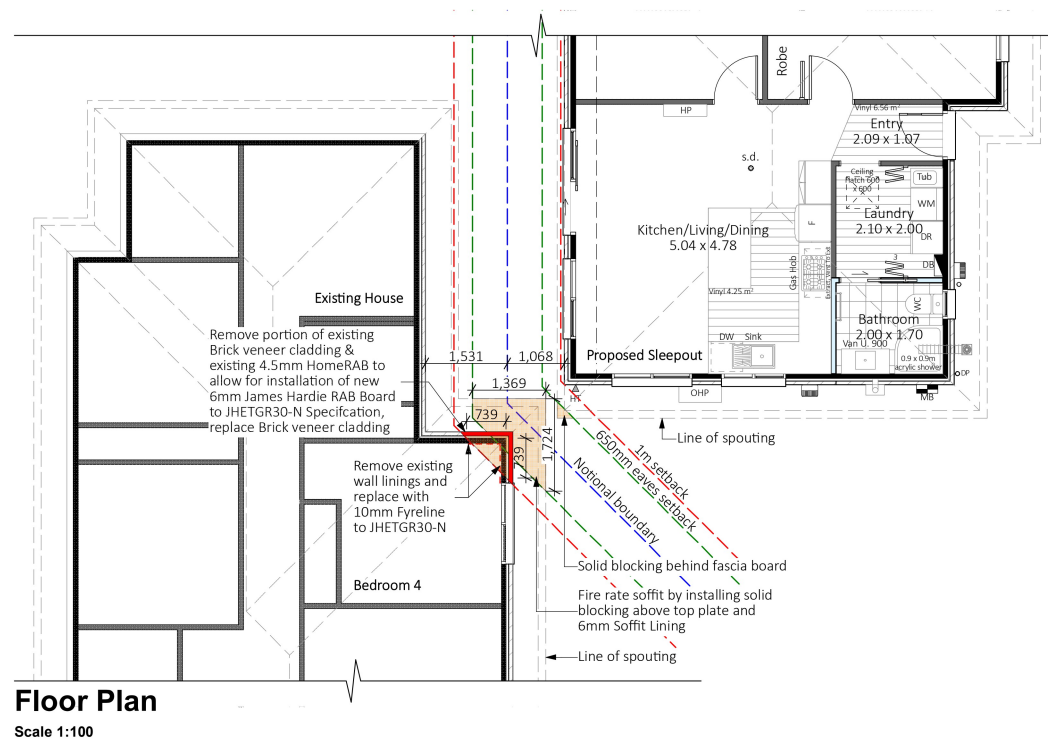 Robe
HP
Vinyl 6.56 m²
Entry
2.09 x 1.07
s.d.
Ceiling
Hatch 600
x 600
Tub
WM
Laundry
2.10 x 2.00
DR
DB
3
Kitchen/Living/Dining
5.04 x 4.78
F
Gas Hob
Vinyl 4.25 m²
DW
Sink
WC
Bathroom
2.00 x 1.70
Van U. 900
0.9 x 0.9m
acrylic shower
DP
MB
OHP
HT
Existing House
Proposed Sleepout
Remove portion of existing
Brick veneer cladding &
existing 4.5mm HomeRAB to
allow for installation of new
6mm James Hardie RAB Board
to JHETGR30-N Specifcation,
replace Brick veneer cladding
1,531
1,068
1,369
739
739
1,724
Line of spouting
1m setback
650mm eaves setback
Notional boundary
Remove existing
wall linings and
replace with
10mm Fyreline
to JHETGR30-N
Bedroom 4
Solid blocking behind fascia board
Fire rate soffit by installing solid
blocking above top plate and
6mm Soffit Lining
Line of spouting
Floor Plan
Scale 1:100